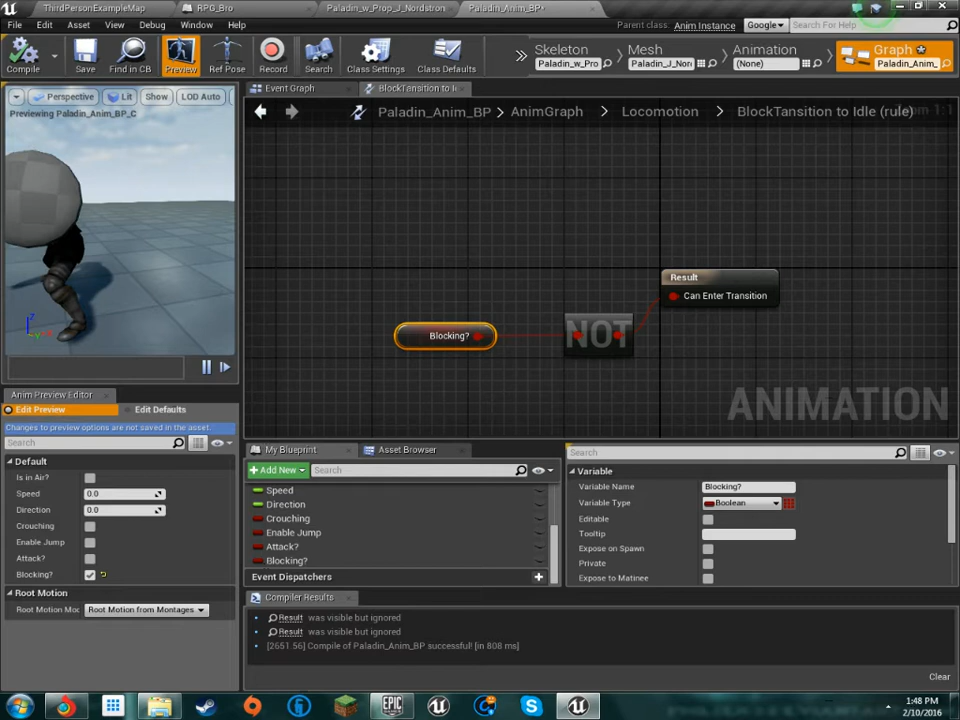 ThirdPersonExampleMap
RPG_Bro
Paladin_w_Prop_J_Nordstron
Paladin_Anim_BP*
File Edit Asset View Debug Window Help
Parent class: Anim Instance
Google
Search For Help
Compile
Save
Find in CB
Preview
Ref Pose
Record
Search
Class Settings
Class Defaults
Skeleton
Paladin_w_Pro
Mesh
Paladin_J_Nori
Animation
(None)
Graph
Paladin_Anim_
Perspective
Lit
Show
LOD Auto
Previewing Paladin_Anim_BP_C
Event Graph
BlockTansition to I
Paladin_Anim_BP > AnimGraph > Locomotion > BlockTansition to Idle (rule)
Result
Can Enter Transition
Blocking?
NOT
ANIMATION
Anim Preview Editor
Edit Preview
Edit Defaults
Changes to preview options are not saved in the asset.
Search
Default
Is in Air?
Speed 0.0
Direction 0.0
Crouching
Enable Jump
Attack?
Blocking?
Root Motion
Root Motion Mod Root Motion from Montages
My Blueprint
Asset Browser
Add New
Search
Speed
Direction
Crouching
Enable Jump
Attack?
Blocking?
Event Dispatchers
Search
Variable
Variable Name Blocking?
Variable Type Boolean
Editable
Tooltip
Expose on Spawn
Private
Expose to Matinee
Compiler Results
Result was visible but ignored
Result was visible but ignored
[2651.56] Compile of Paladin_Anim_BP successful! [in 808 ms]
Clear
EPIC
1:48 PM
2/10/2016